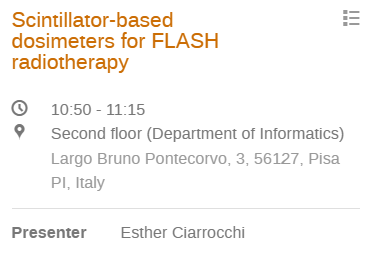 Scintillator-based
dosimeters for FLASH
radiotherapy
10:50 - 11:15
Second floor (Department of Informatics)
Largo Bruno Pontecorvo, 3, 56127, Pisa
PI, Italy
Presenter Esther Ciarrocchi